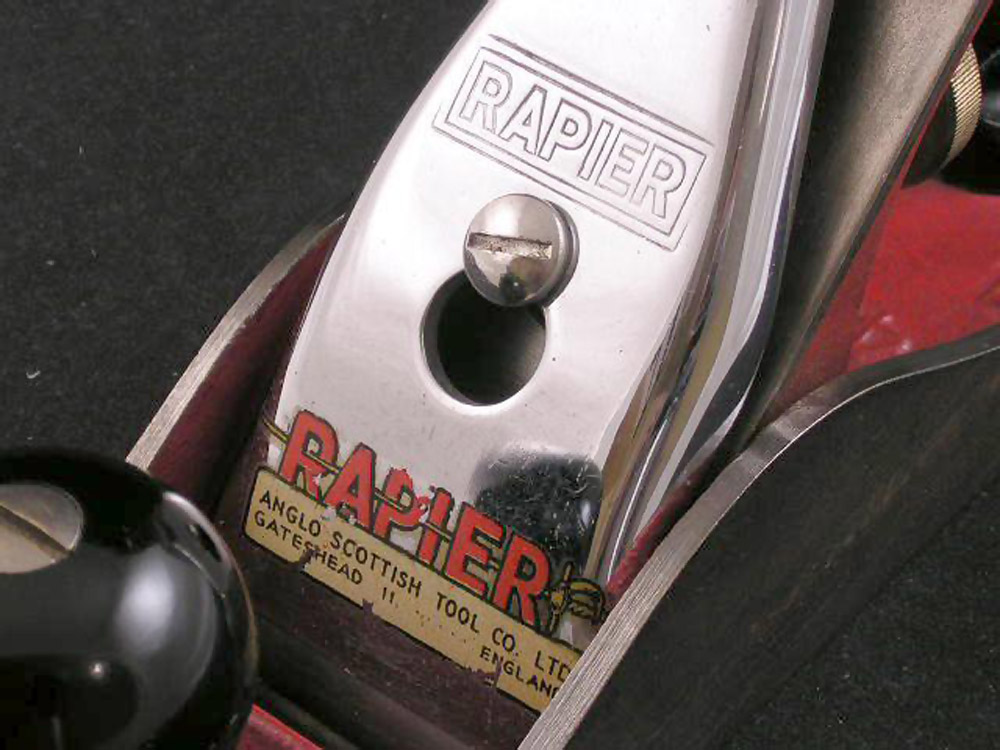 RAPIER
RAPIER
ANGLO SCOTTISH TOOL CO. LTD
GATESHEAD 11. ENGLAND